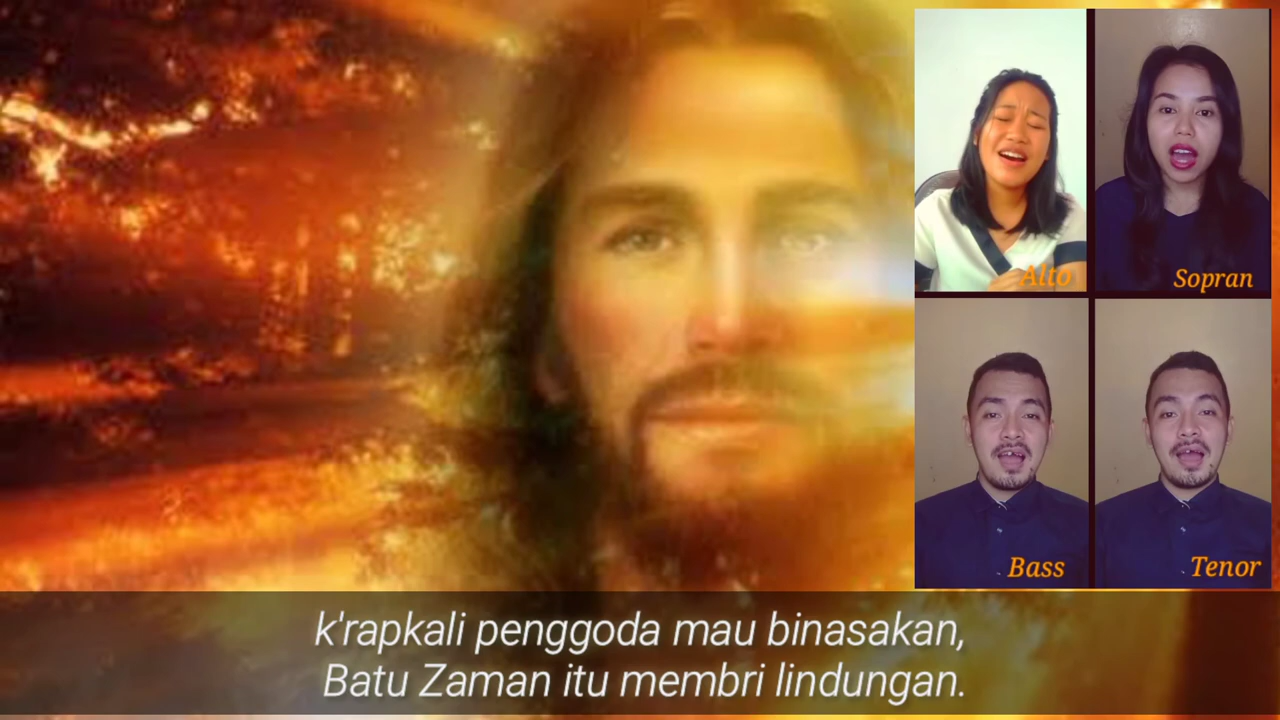 Alto
Sopran
Bass
Tenor
k'rapkali penggoda mau binasakan,
Batu Zaman itu membri lindungan.